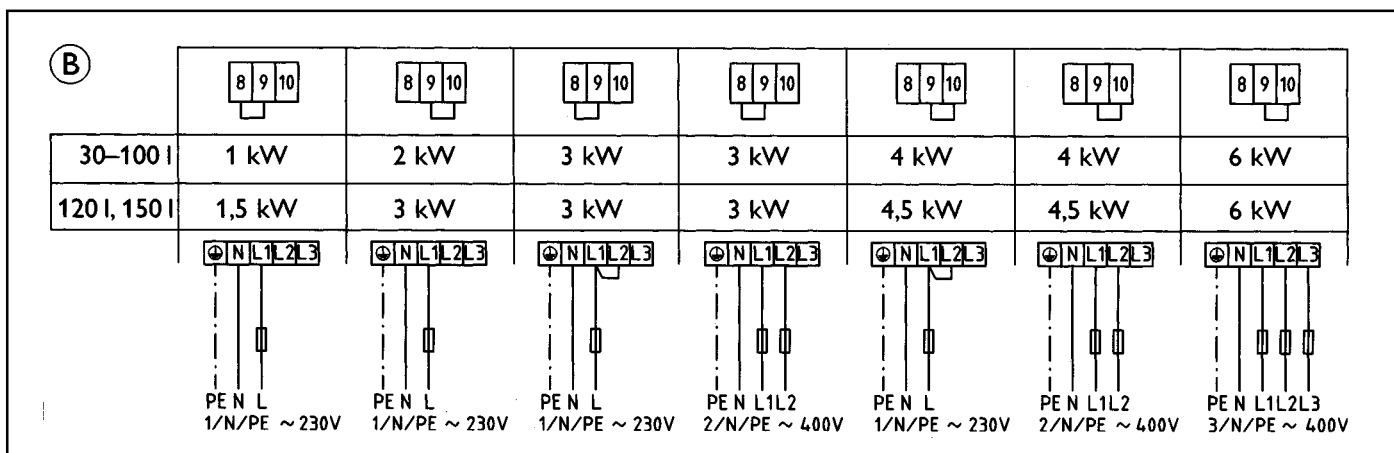 B
8 9 10 8 9 10 8 9 10 8 9 10 8 9 10 8 9 10 8 9 10
30–100 l 1 kW 2 kW 3 kW 3 kW 4 kW 4 kW 6 kW
120 l, 150 l 1,5 kW 3 kW 3 kW 3 kW 4,5 kW 4,5 kW 6 kW
N L1 L2 L3 N L1 L2 L3 N L1 L2 L3 N L1 L2 L3 N L1 L2 L3 N L1 L2 L3 N L1 L2 L3
PE N L PE N L PE N L PE N L1 L2 PE N L PE N L1 L2 PE N L1 L2 L3
1/N/PE ~ 230V 1/N/PE ~ 230V 1/N/PE ~ 230V 2/N/PE ~ 400V 1/N/PE ~ 230V 2/N/PE ~ 400V 3/N/PE ~ 400V